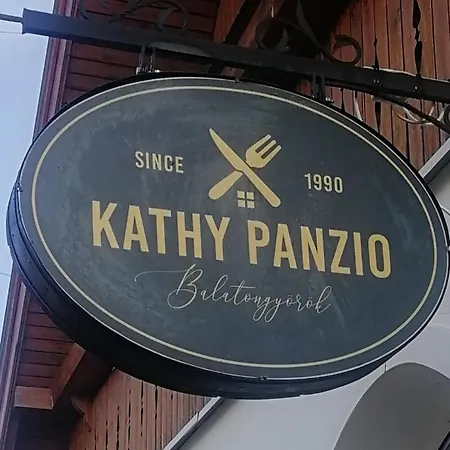 SINCE 1990
KATHY PANZIO
Balatongyörök